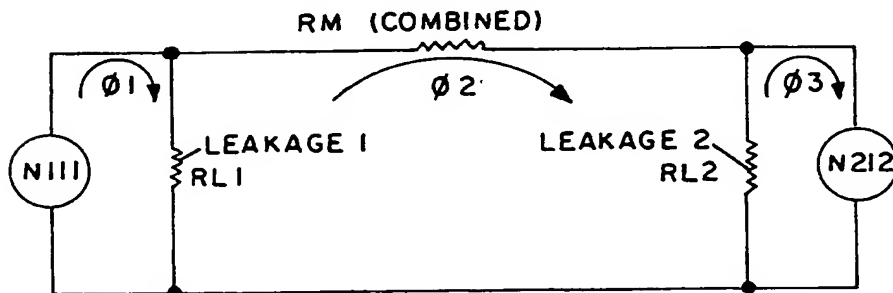 RM (COMBINED)
Ø1
Ø2
Ø3
LEAKAGE 1
RL1
LEAKAGE 2
RL2
N1I1
N2I2